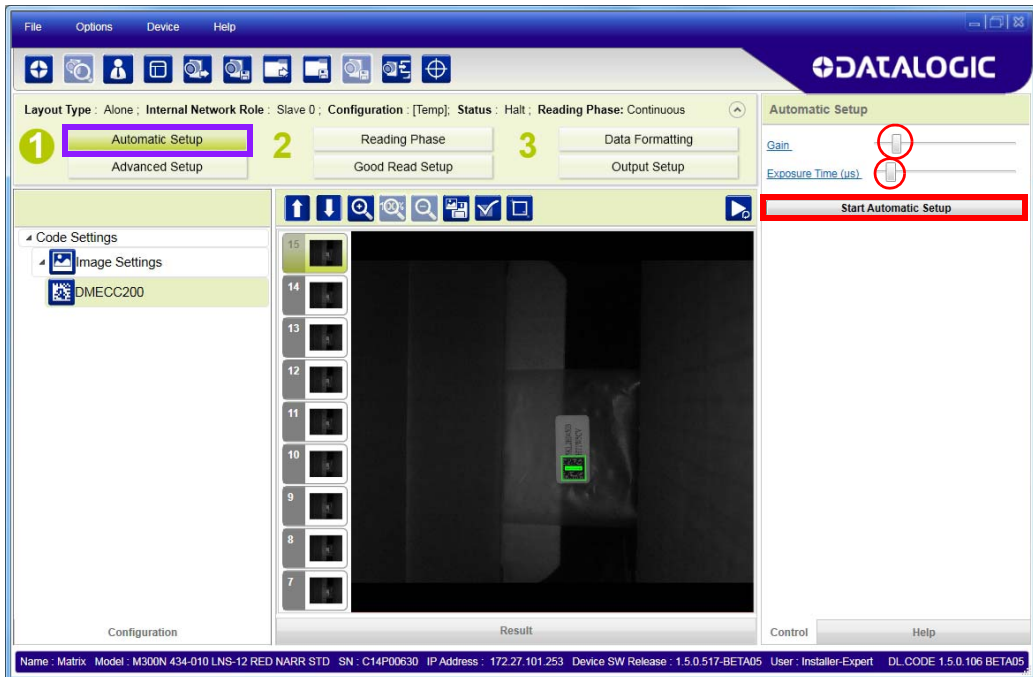 File Options Device Help
DATALOGIC
Layout Type : Alone ; Internal Network Role : Slave 0 ; Configuration : [Temp]; Status : Halt ; Reading Phase: Continuous
Automatic Setup
1 Automatic Setup 2 Reading Phase 3 Data Formatting
Advanced Setup Good Read Setup Output Setup
Gain
Exposure Time (µs)
Start Automatic Setup
100%
Code Settings
Image Settings
DMECC200
15
14
13
12
11
10
9
8
7
Configuration Result Control Help
Name : Matrix Model : M300N 434-010 LNS-12 RED NARR STD SN : C14P00630 IP Address : 172.27.101.253 Device SW Release : 1.5.0.517-BETA05 User : Installer-Expert DL.CODE 1.5.0.106 BETA05